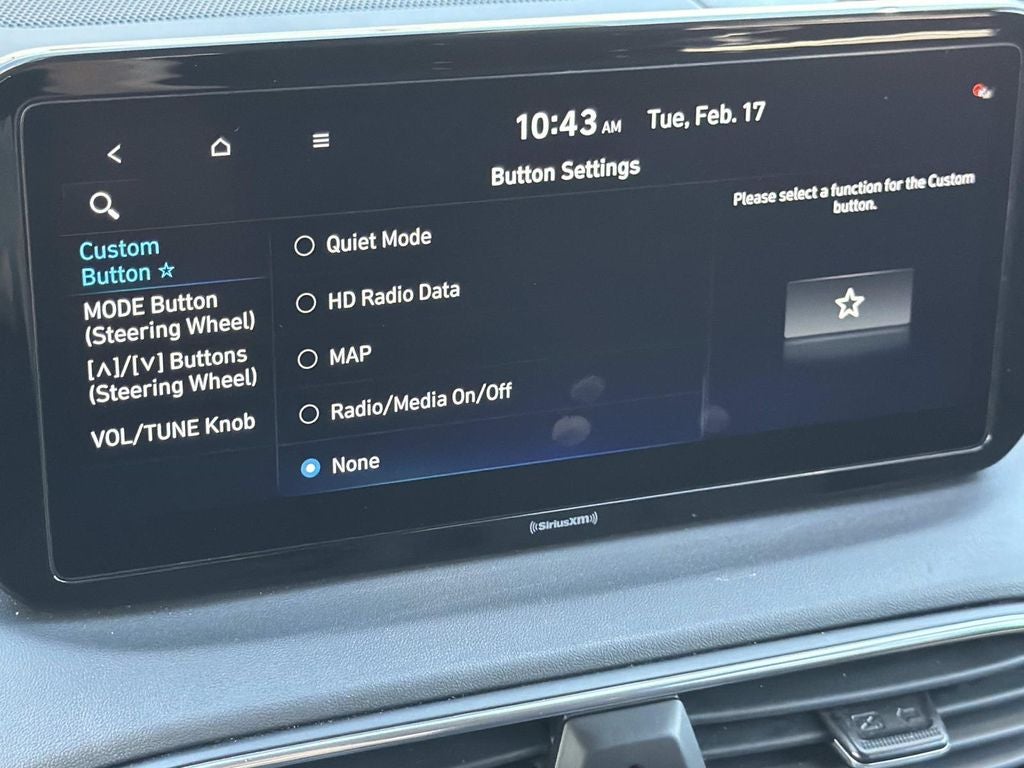 10:43 AM Tue, Feb. 17
Button Settings
Custom
Button ☆
MODE Button
(Steering Wheel)
[∧]/[∨] Buttons
(Steering Wheel)
VOL/TUNE Knob
Quiet Mode
HD Radio Data
MAP
Radio/Media On/Off
None
Please select a function for the Custom
button.
((SiriusXM))